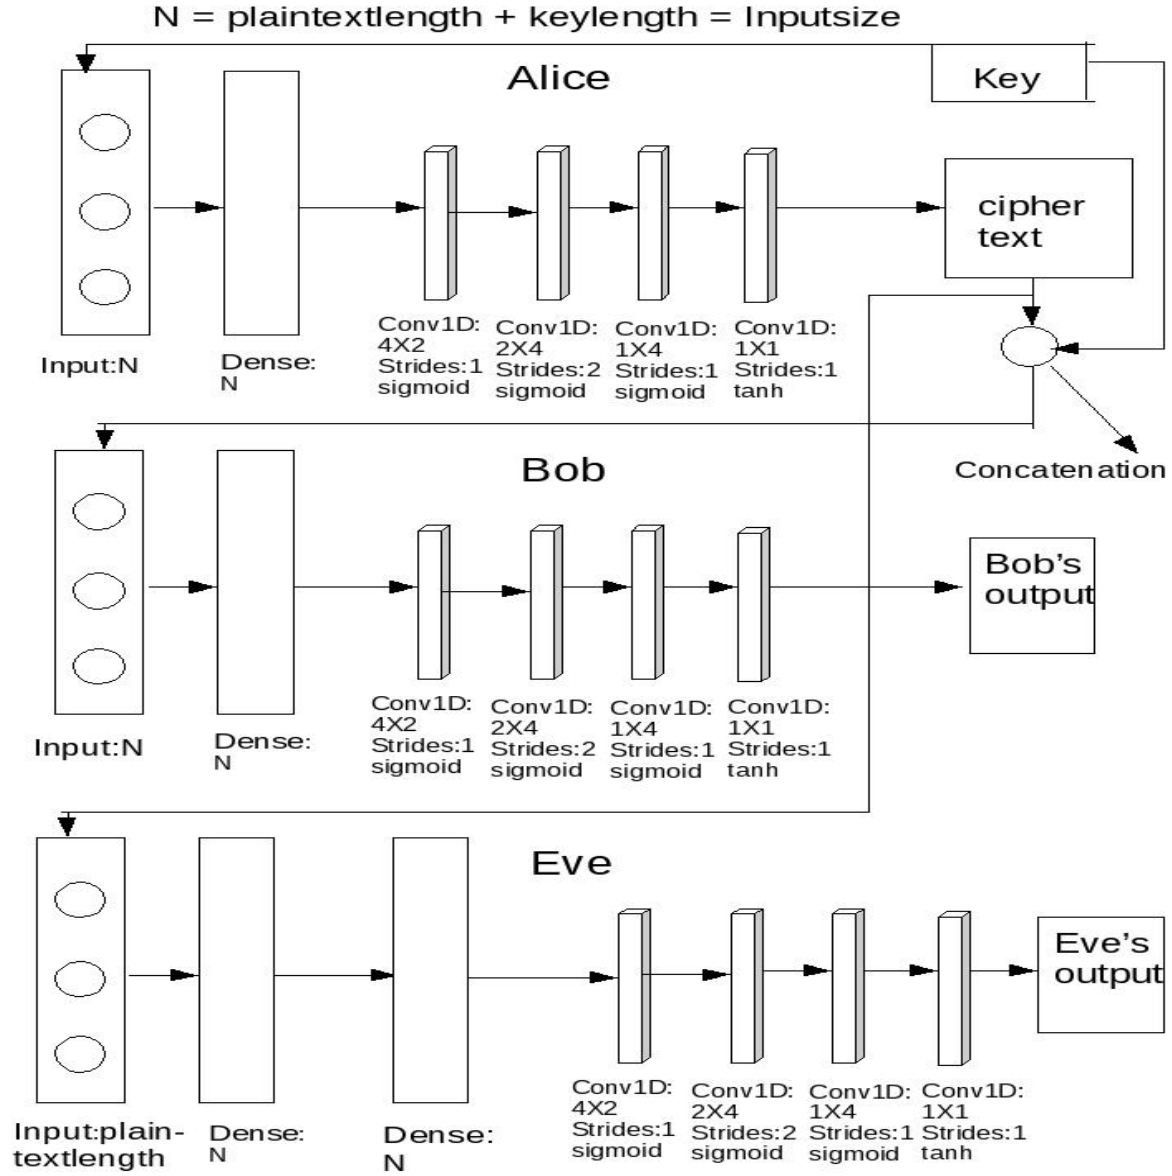 N = plaintextlength + keylength = Inputsize
Alice
Key
cipher
text
Conv1D:
4X2
Strides:1
sigmoid
Conv1D:
2X4
Strides:2
sigmoid
Conv1D:
1X4
Strides:1
sigmoid
Conv1D:
1X1
Strides:1
tanh
Input:N
Dense:
N
Concatenation
Bob
Bob's
output
Conv1D:
4X2
Strides:1
sigmoid
Conv1D:
2X4
Strides:2
sigmoid
Conv1D:
1X4
Strides:1
sigmoid
Conv1D:
1X1
Strides:1
tanh
Input:N
Dense:
N
Eve
Eve's
output
Conv1D:
4X2
Strides:1
sigmoid
Conv1D:
2X4
Strides:2
sigmoid
Conv1D:
1X4
Strides:1
sigmoid
Conv1D:
1X1
Strides:1
tanh
Input:plain-
textlength
Dense:
N
Dense:
N